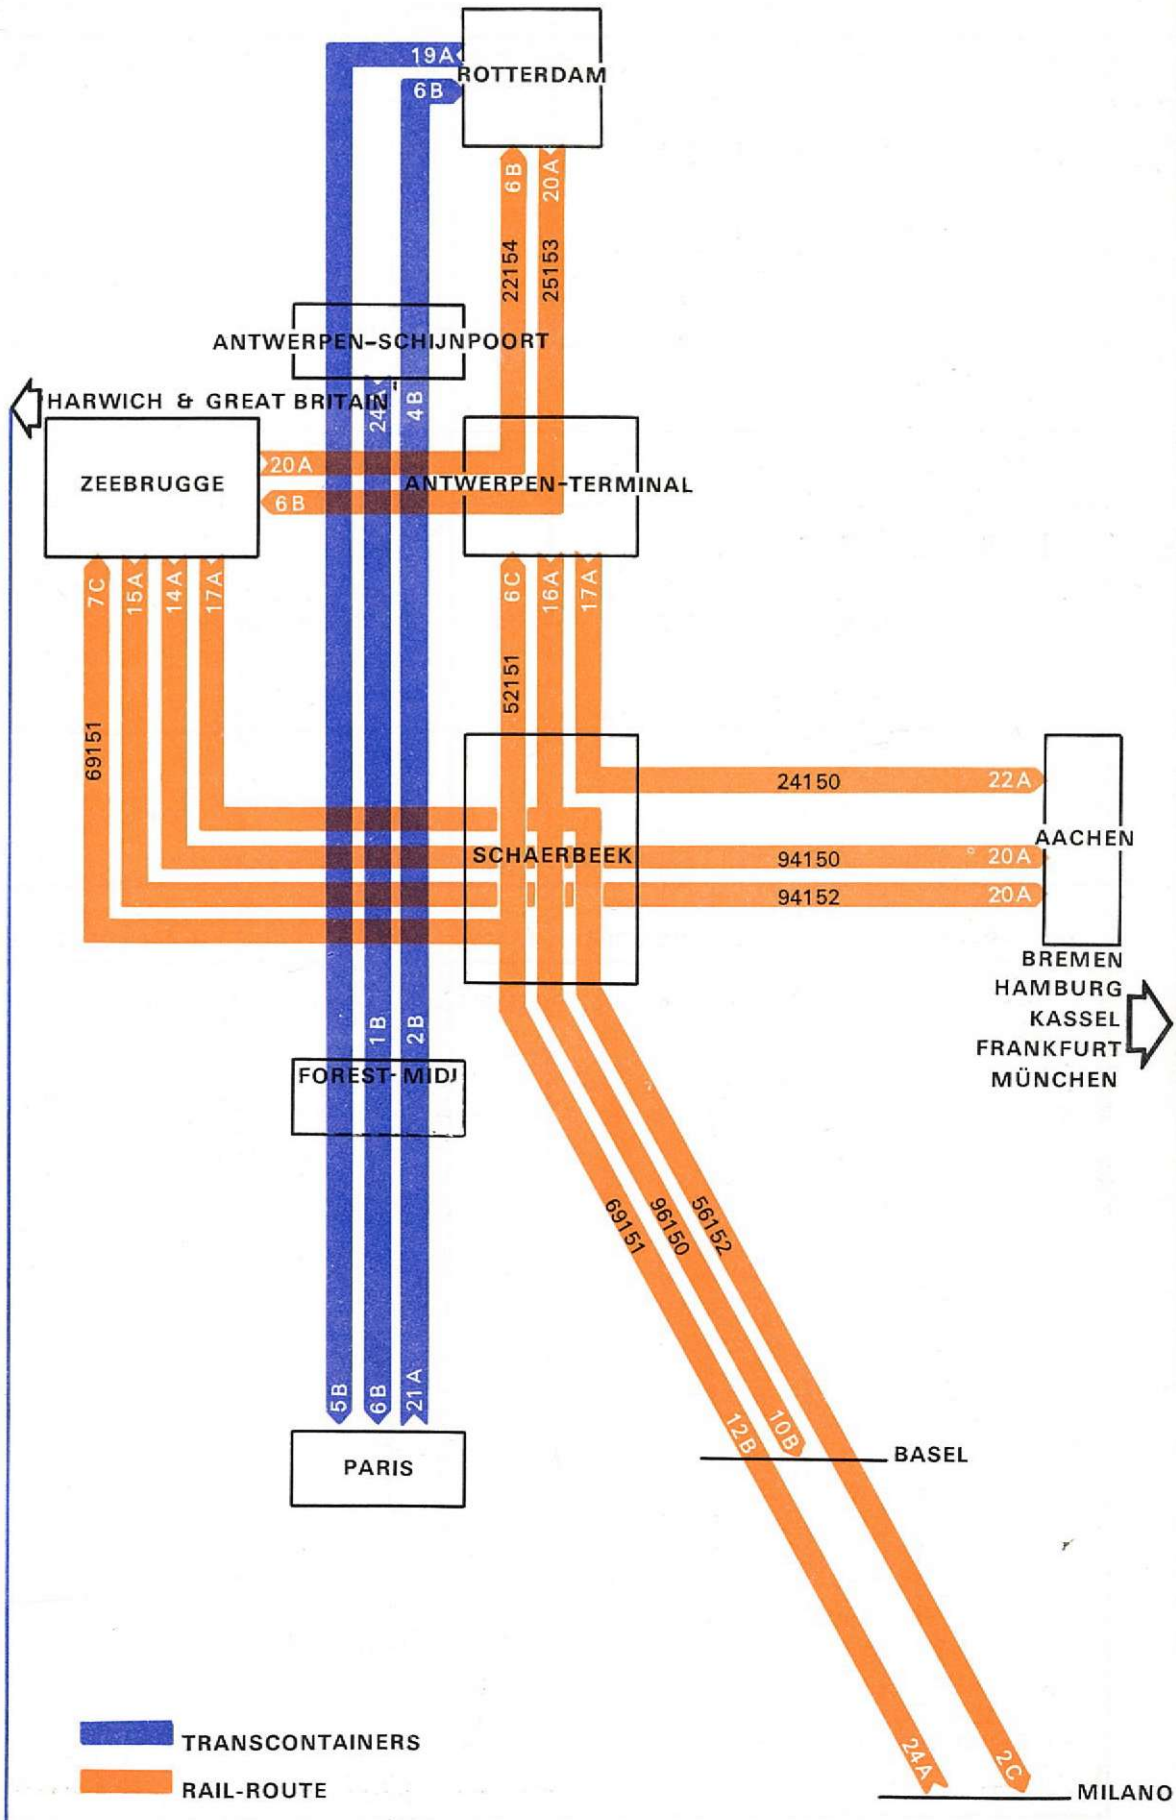 19A
ROTTERDAM
6B
6B
20A
22154
25153
ANTWERPEN-SCHIJNPOORT
HARWICH & GREAT BRITAIN
24A
4B
ZEEBRUGGE
20A
ANTWERPEN-TERMINAL
6B
7C
15A
14A
17A
6C
16A
17A
52151
69151
24150
22A
AACHEN
SCHAERBEEK
94150
20A
94152
20A
BREMEN
HAMBURG
KASSEL
FRANKFURT
MÜNCHEN
1B
2B
FOREST-MIDI
69151
96150
56152
5B
6B
21A
12B
10B
BASEL
PARIS
24A
2C
TRANSCONTAINERS
RAIL-ROUTE
MILANO